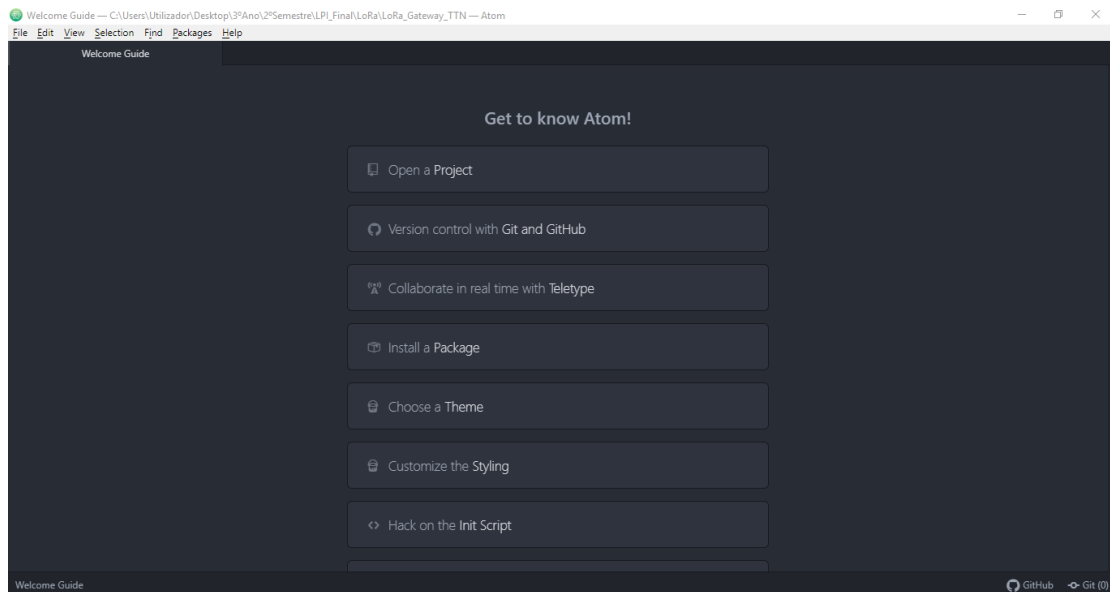 Welcome Guide — C:\Users\Utilizador\Desktop\3ºAno\2ºSemestre\LPI_Final\LoRa\LoRa_Gateway_TTN — Atom
File Edit View Selection Find Packages Help
Welcome Guide
Get to know Atom!
Open a Project
Version control with Git and GitHub
Collaborate in real time with Teletype
Install a Package
Choose a Theme
Customize the Styling
Hack on the Init Script
Welcome Guide GitHub Git (0)